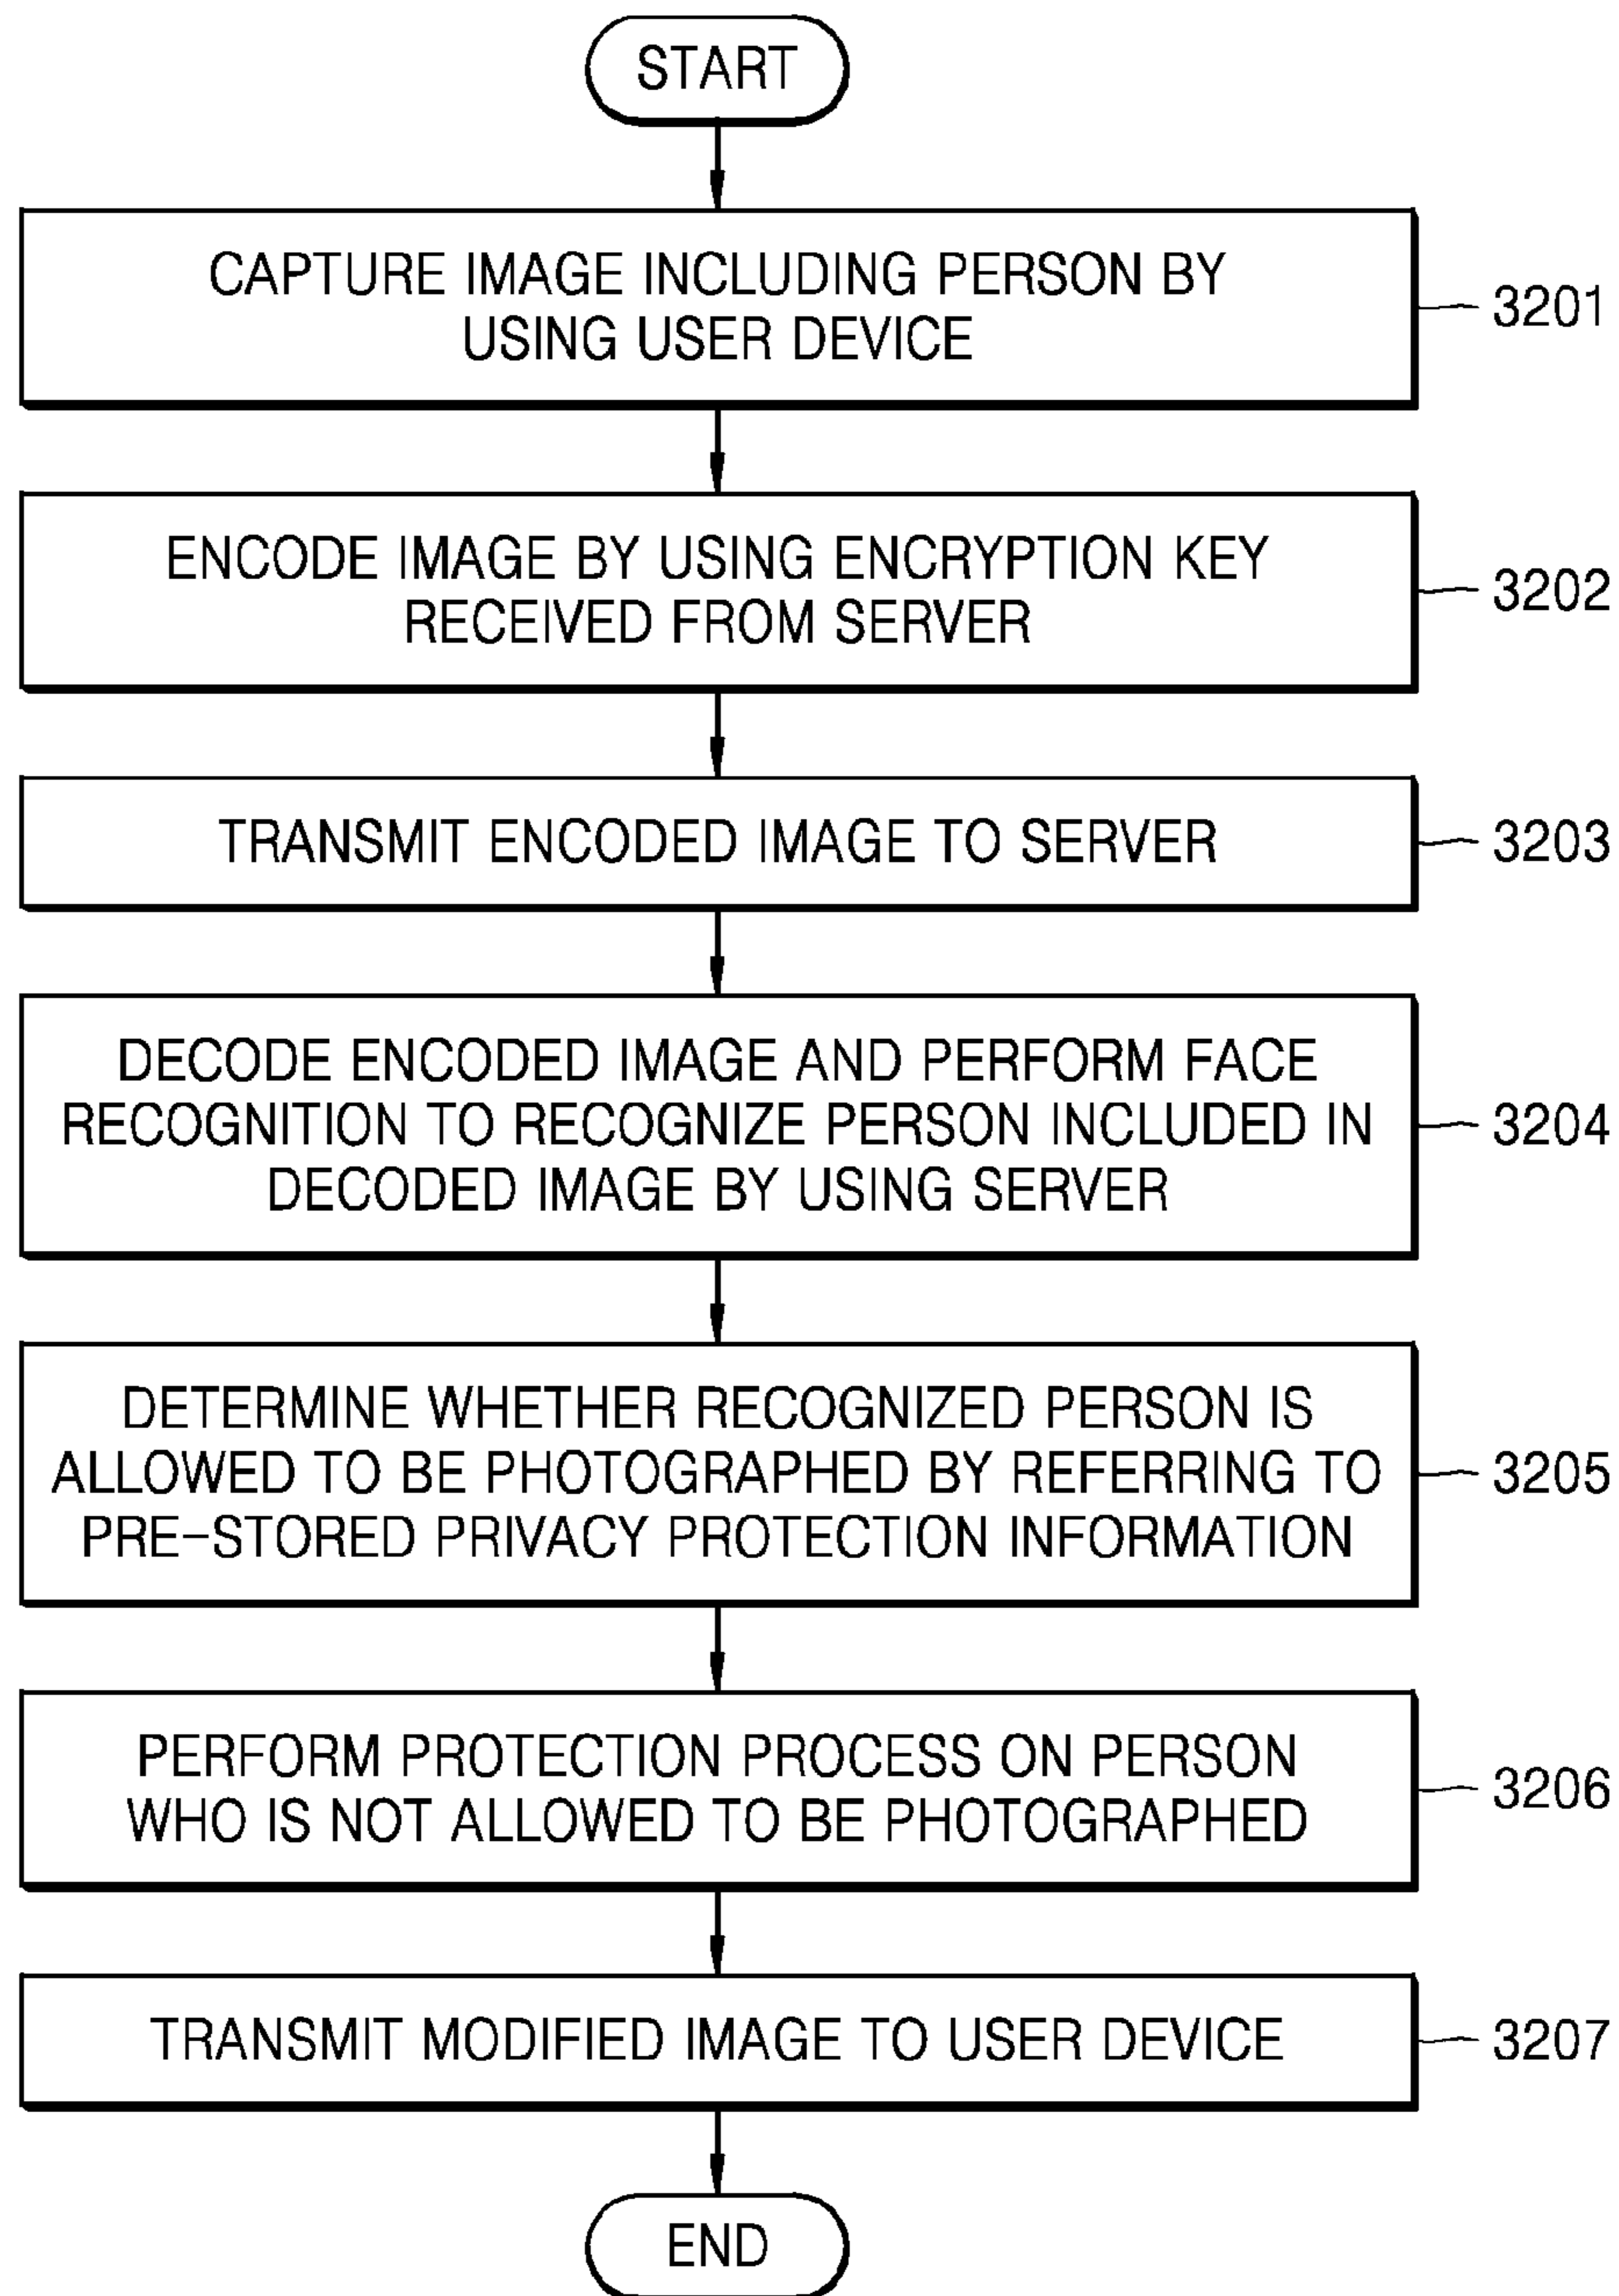 START
CAPTURE IMAGE INCLUDING PERSON BY
USING USER DEVICE
3201
ENCODE IMAGE BY USING ENCRYPTION KEY
RECEIVED FROM SERVER
3202
TRANSMIT ENCODED IMAGE TO SERVER
3203
DECODE ENCODED IMAGE AND PERFORM FACE
RECOGNITION TO RECOGNIZE PERSON INCLUDED IN
DECODED IMAGE BY USING SERVER
3204
DETERMINE WHETHER RECOGNIZED PERSON IS
ALLOWED TO BE PHOTOGRAPHED BY REFERRING TO
PRE-STORED PRIVACY PROTECTION INFORMATION
3205
PERFORM PROTECTION PROCESS ON PERSON
WHO IS NOT ALLOWED TO BE PHOTOGRAPHED
3206
TRANSMIT MODIFIED IMAGE TO USER DEVICE
3207
END